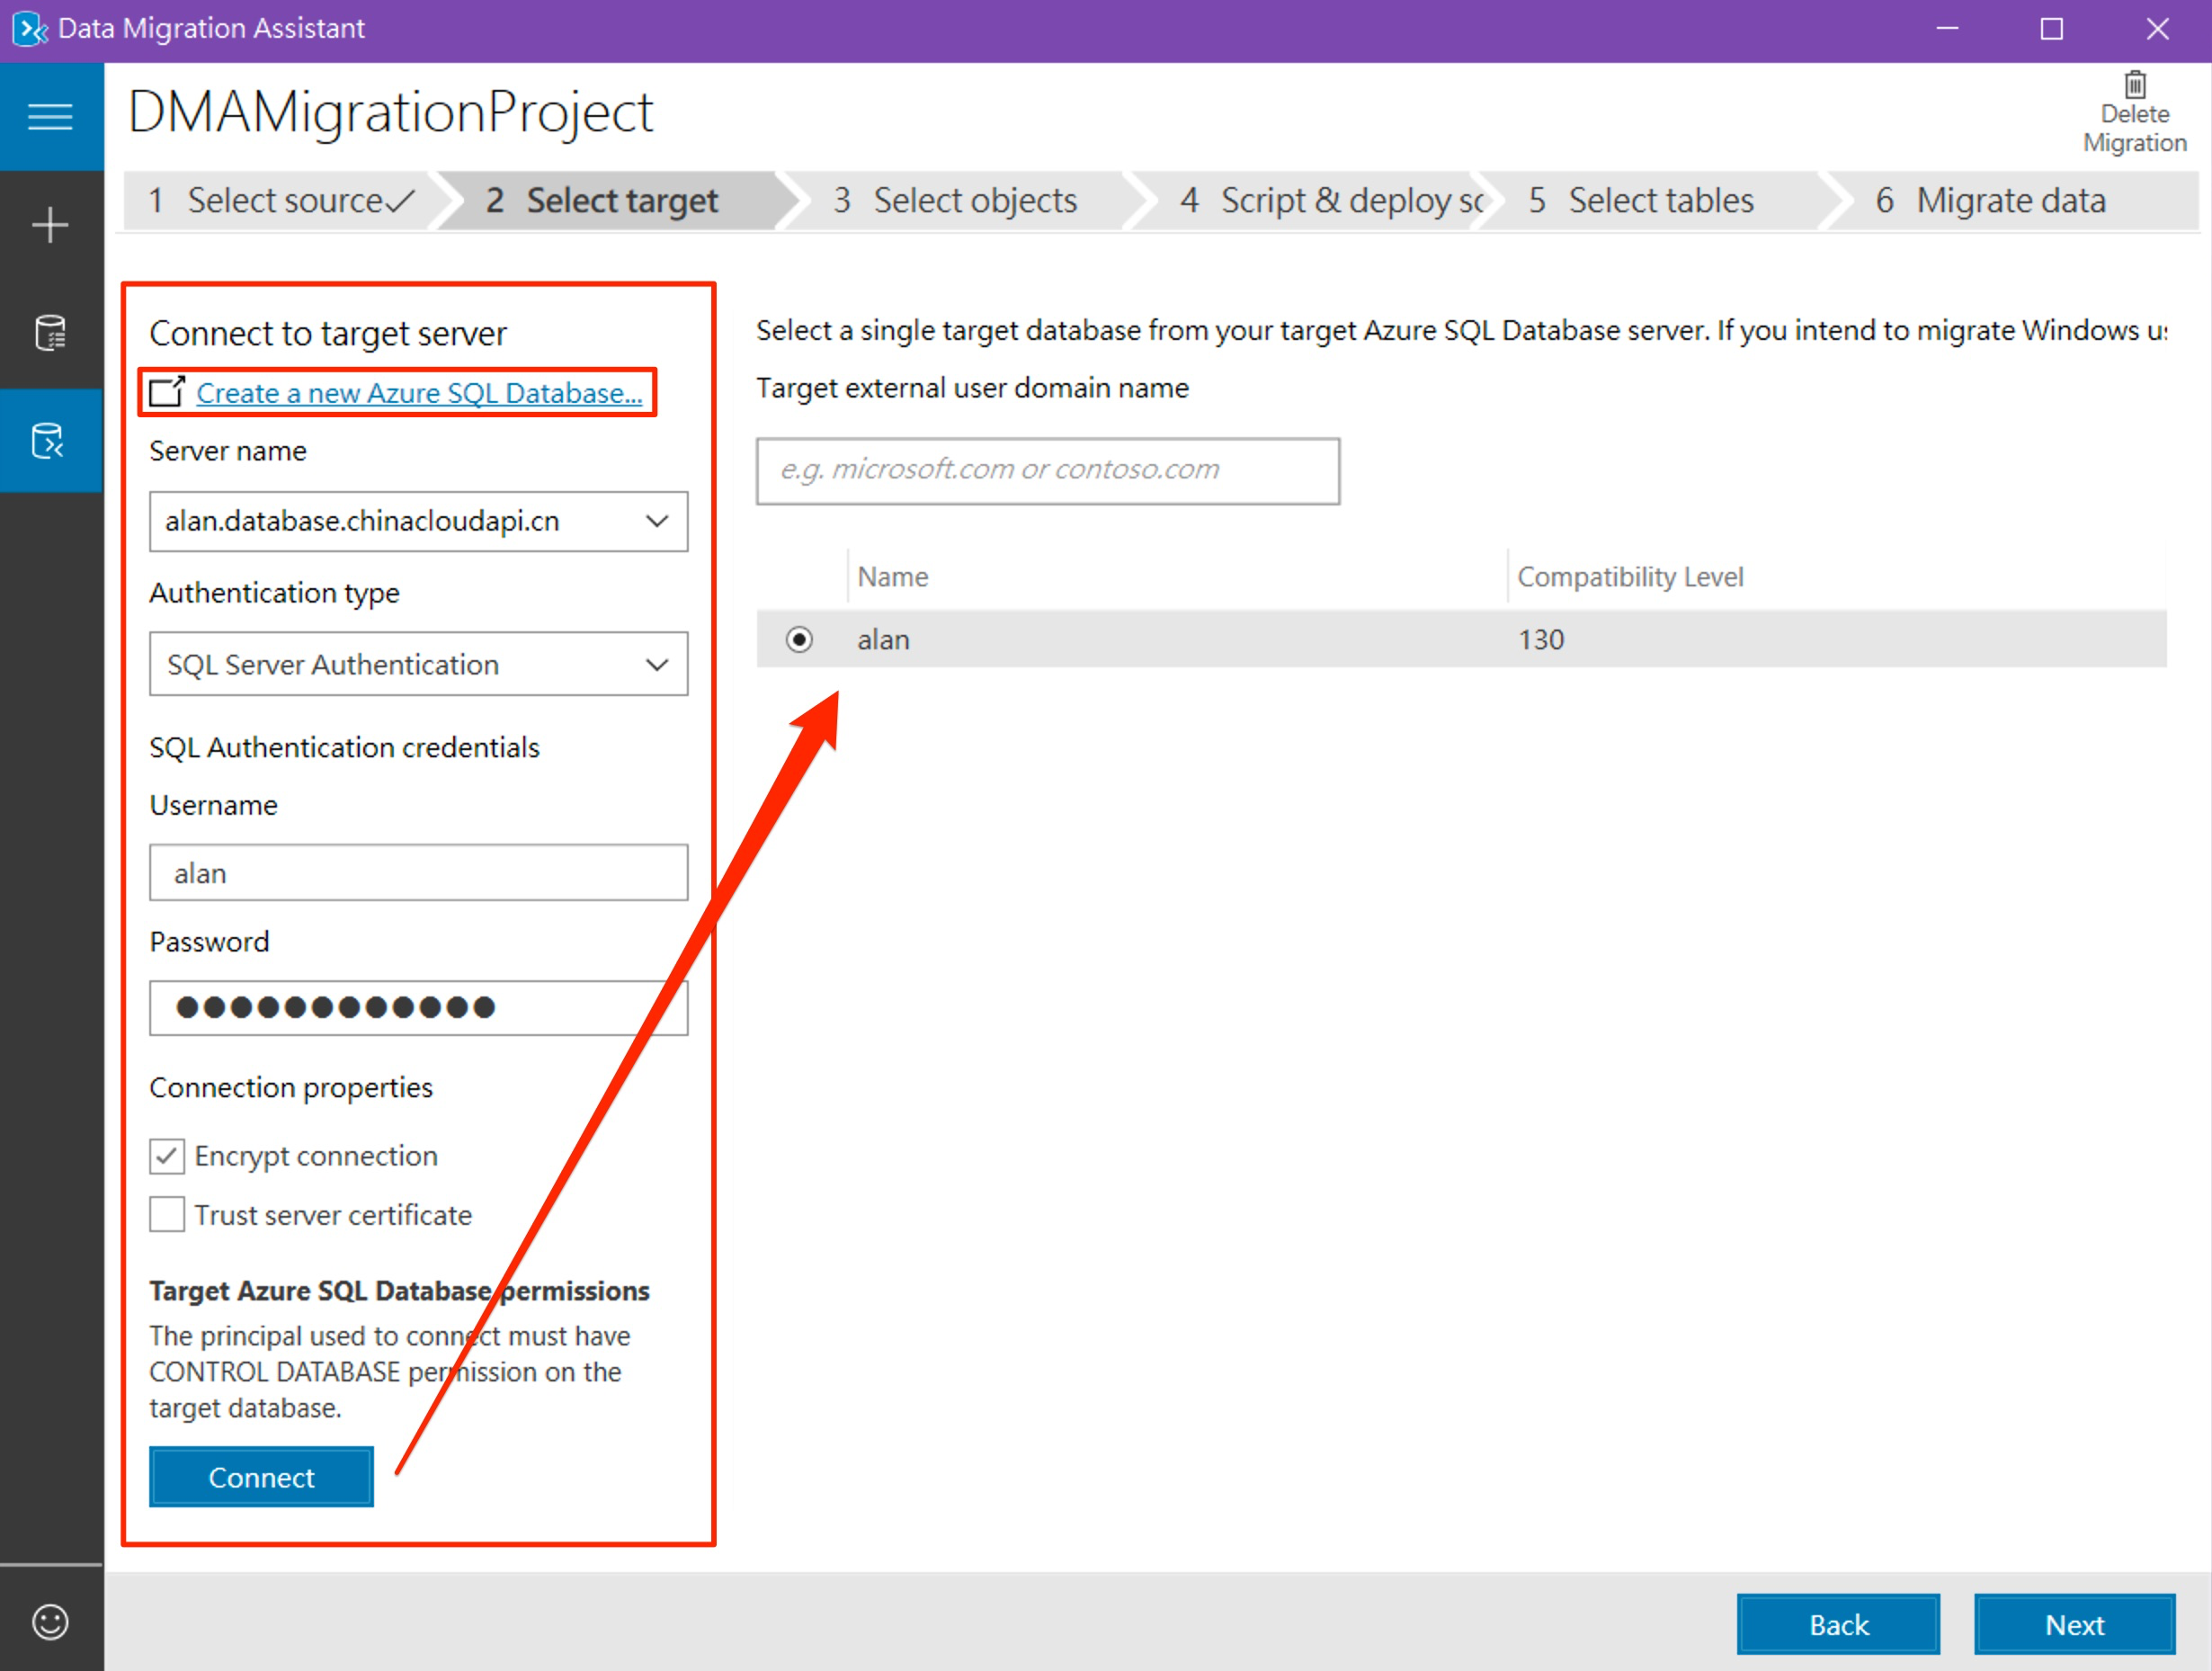 Data Migration Assistant
DMAMigrationProject
Delete
Migration
1 Select source
2 Select target
3 Select objects
4 Script & deploy sc
5 Select tables
6 Migrate data
Connect to target server
Create a new Azure SQL Database...
Server name
alan.database.chinacloudapi.cn
Authentication type
SQL Server Authentication
SQL Authentication credentials
Username
alan
Password
●●●●●●●●●●●●
Connection properties
Encrypt connection
Trust server certificate
Target Azure SQL Database permissions
The principal used to connect must have
CONTROL DATABASE permission on the
target database.
Connect
Select a single target database from your target Azure SQL Database server. If you intend to migrate Windows u
Target external user domain name
e.g. microsoft.com or contoso.com
Name Compatibility Level
alan 130
Back
Next